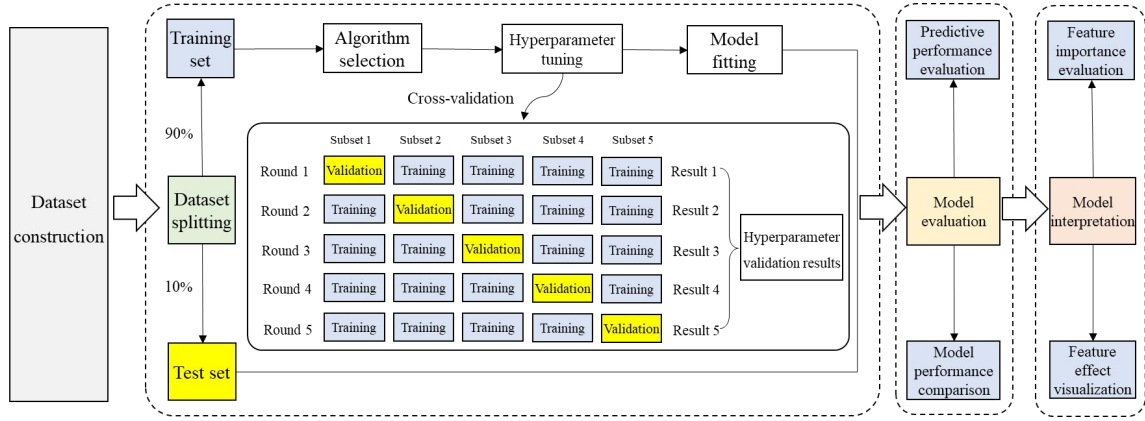 Dataset
construction
Training
set
Algorithm
selection
Hyperparameter
tuning
Model
fitting
Cross-validation
90%
Dataset
splitting
10%
Test set
Subset 1 Subset 2 Subset 3 Subset 4 Subset 5
Round 1 Validation Training Training Training Training Result 1
Round 2 Training Validation Training Training Training Result 2
Round 3 Training Training Validation Training Training Result 3
Round 4 Training Training Training Validation Training Result 4
Round 5 Training Training Training Training Validation Result 5
Hyperparameter
validation results
Predictive
performance
evaluation
Model
evaluation
Model
performance
comparison
Feature
importance
evaluation
Model
interpretation
Feature
effect
visualization